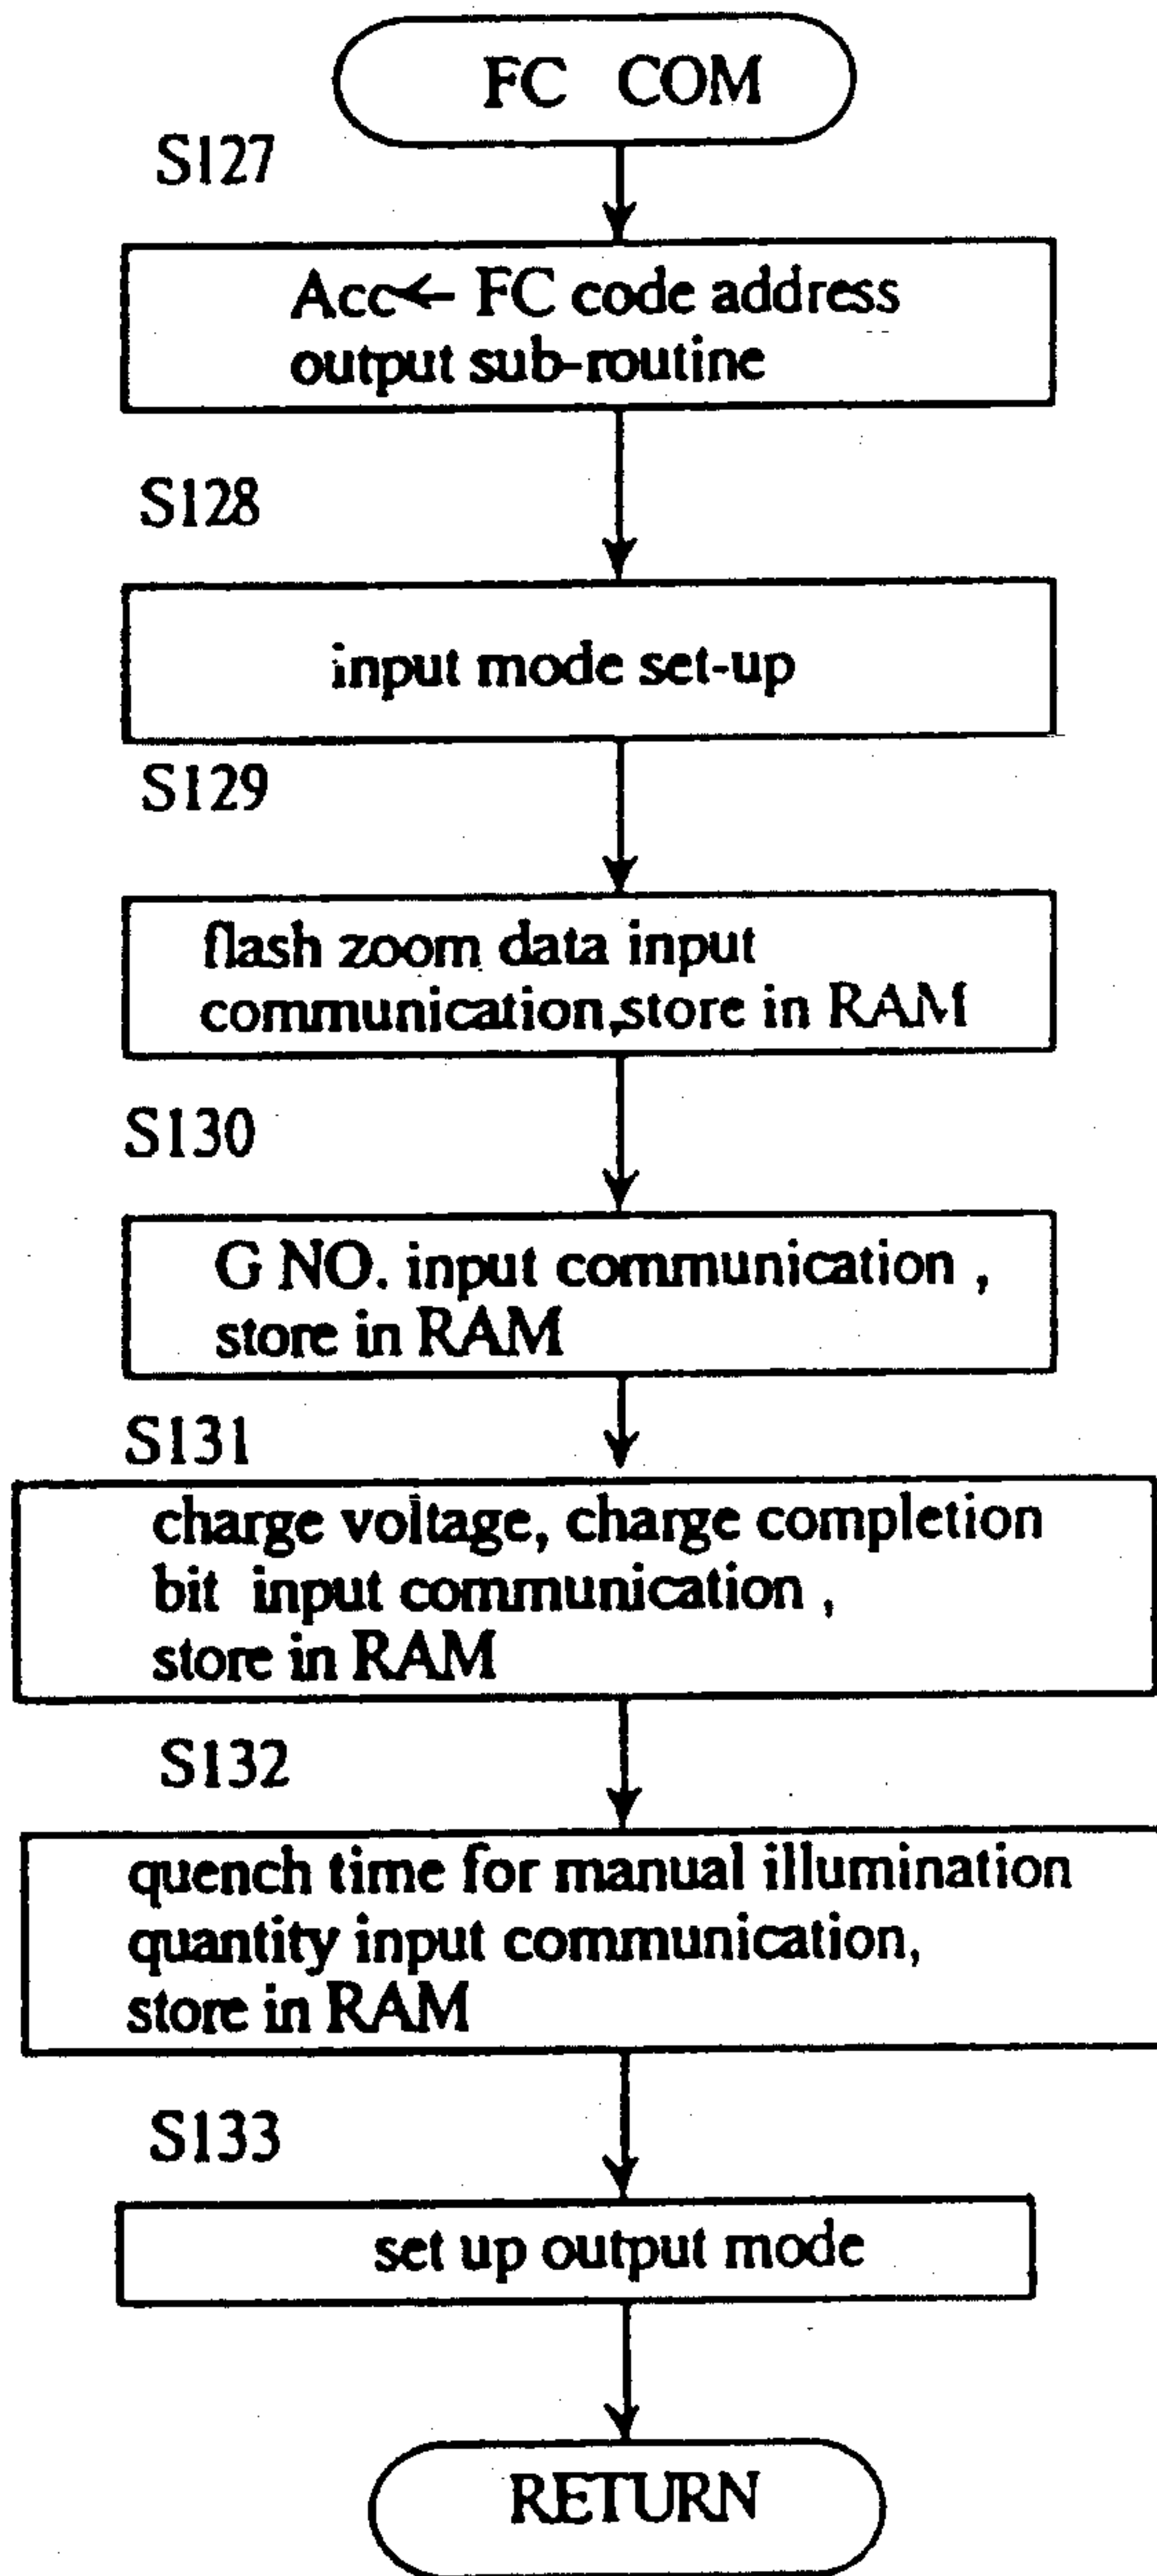 FC COM
S127
Acc← FC code address
output sub-routine
S128
input mode set-up
S129
flash zoom data input
communication,store in RAM
S130
G NO. input communication ,
store in RAM
S131
charge voltage, charge completion
bit input communication ,
store in RAM
S132
quench time for manual illumination
quantity input communication,
store in RAM
S133
set up output mode
RETURN